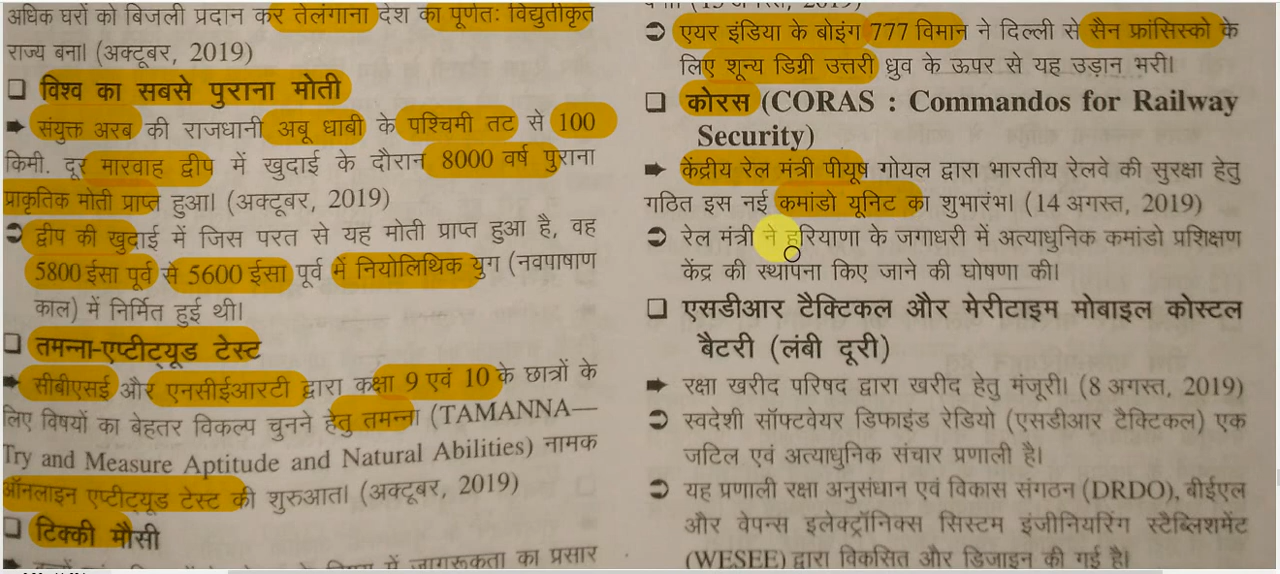 अधिक घरों को बिजली प्रदान कर तेलंगाना देश का पूर्णतः विद्युतीकृत
राज्य बना। (अक्टूबर, 2019)
❑ विश्व का सबसे पुराना मोती
➨ संयुक्त अरब की राजधानी अबू धाबी के पश्चिमी तट से 100
किमी. दूर मारवाह द्वीप में खुदाई के दौरान 8000 वर्ष पुराना
प्राकृतिक मोती प्राप्त हुआ। (अक्टूबर, 2019)
➲ द्वीप की खुदाई में जिस परत से यह मोती प्राप्त हुआ है, वह
5800 ईसा पूर्व से 5600 ईसा पूर्व में नियोलिथिक युग (नवपाषाण
काल) में निर्मित हुई थी।
❑ तमन्ना-एप्टीट्यूड टेस्ट
➨ सीबीएसई और एनसीईआरटी द्वारा कक्षा 9 एवं 10 के छात्रों के
लिए विषयों का बेहतर विकल्प चुनने हेतु तमन्ना (TAMANNA—
Try and Measure Aptitude and Natural Abilities) नामक
ऑनलाइन एप्टीट्यूड टेस्ट की शुरुआत। (अक्टूबर, 2019)
❑ टिक्की मौसी
में जागरूकता का प्रसार
2019)
➲ एयर इंडिया के बोइंग 777 विमान ने दिल्ली से सैन फ्रांसिस्को के
लिए शून्य डिग्री उत्तरी ध्रुव के ऊपर से यह उड़ान भरी।
❑ कोरस (CORAS : Commandos for Railway
Security)
➨ केंद्रीय रेल मंत्री पीयूष गोयल द्वारा भारतीय रेलवे की सुरक्षा हेतु
गठित इस नई कमांडो यूनिट का शुभारंभ। (14 अगस्त, 2019)
➲ रेल मंत्री ने हरियाणा के जगाधरी में अत्याधुनिक कमांडो प्रशिक्षण
केंद्र की स्थापना किए जाने की घोषणा की।
❑ एसडीआर टैक्टिकल और मेरीटाइम मोबाइल कोस्टल
बैटरी (लंबी दूरी)
➨ रक्षा खरीद परिषद द्वारा खरीद हेतु मंजूरी। (8 अगस्त, 2019)
➲ स्वदेशी सॉफ्टवेयर डिफाइंड रेडियो (एसडीआर टैक्टिकल) एक
जटिल एवं अत्याधुनिक संचार प्रणाली है।
➲ यह प्रणाली रक्षा अनुसंधान एवं विकास संगठन (DRDO), बीईएल
और वेपन्स इलेक्ट्रॉनिक्स सिस्टम इंजीनियरिंग स्टैब्लिशमेंट
(WESEE) द्वारा विकसित और डिजाइन की गई है।